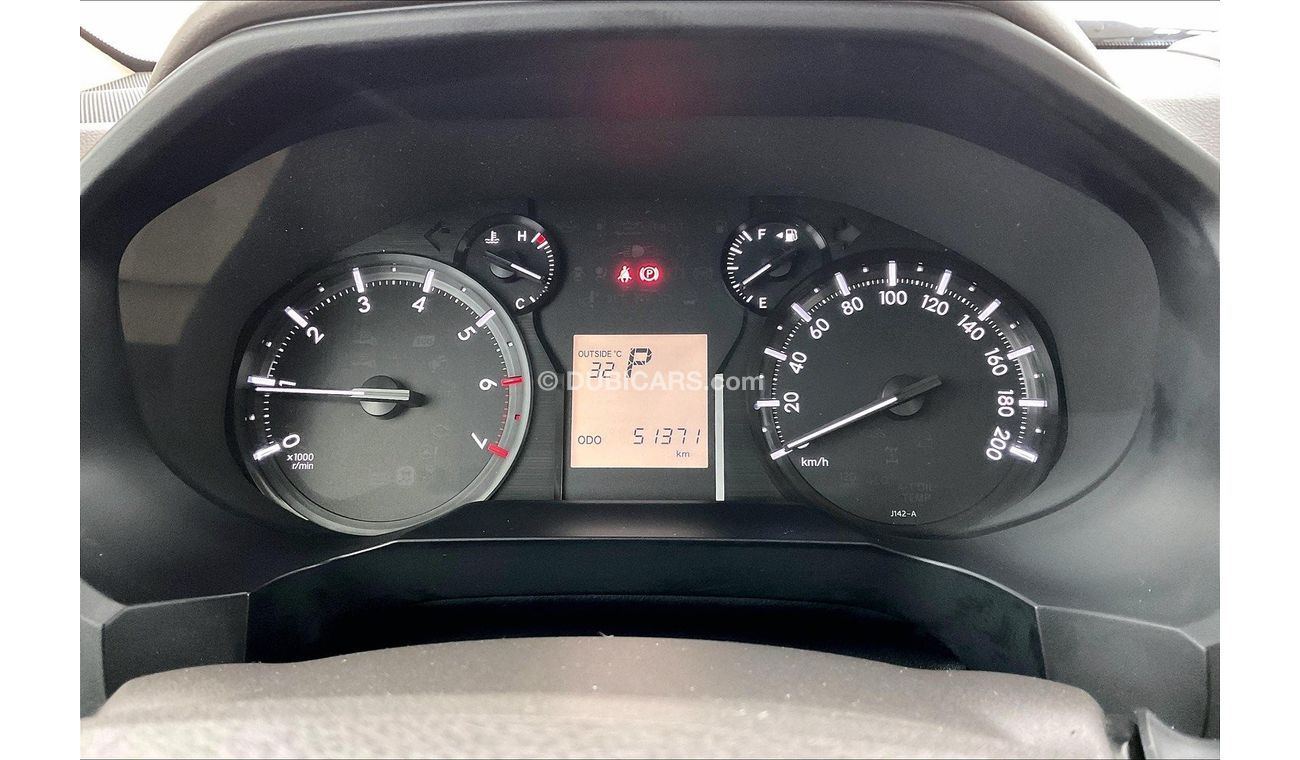 H
C
F
E
0 1 2 3 4 5 6 7
x1000
r/min
OUTSIDE °C
32 P
ODO 51371
km
© DUBICARS.com
20 40 60 80 100 120 140 160 180 200
km/h
TEMP
J142-A